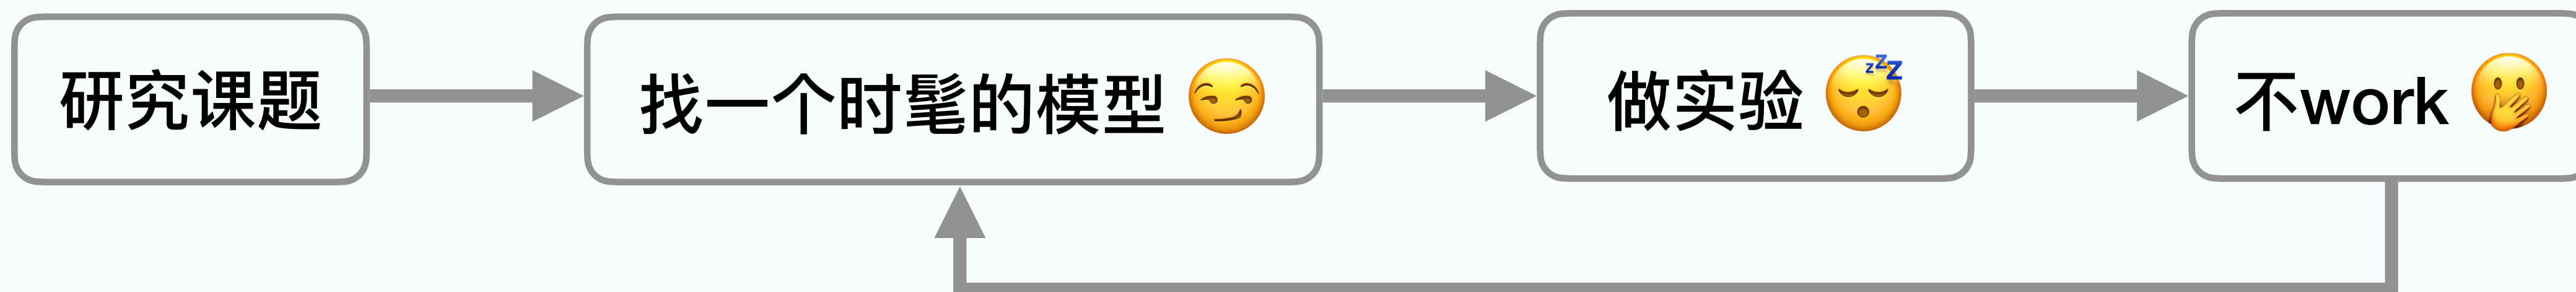 研究课题
找一个时髦的模型 😏
做实验 😴
不work 🫢